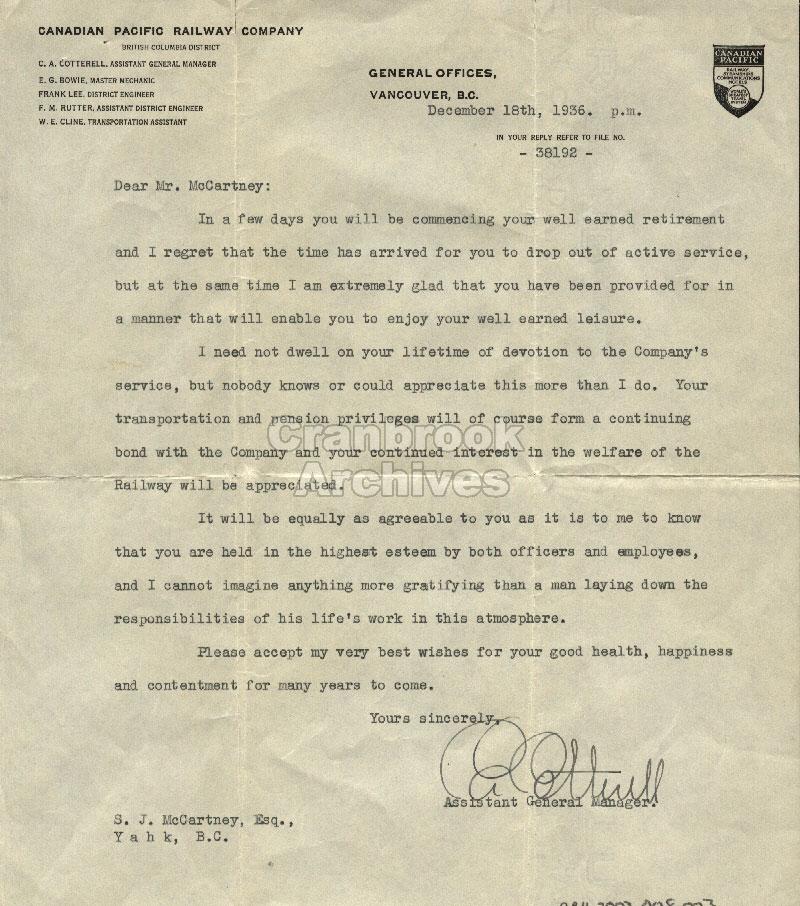 CANADIAN PACIFIC RAILWAY COMPANY
BRITISH COLUMBIA DISTRICT
C. A. COTTERELL, ASSISTANT GENERAL MANAGER
E. G. BOWIE, MASTER MECHANIC
FRANK LEE, DISTRICT ENGINEER
F. M. RUTTER, ASSISTANT DISTRICT ENGINEER
W. E. CLINE, TRANSPORTATION ASSISTANT
CANADIAN
PACIFIC
RAILWAY
STEAMSHIPS
COMMUNICATIONS
HOTELS
WORLD'S
GREATEST
TRAVEL
SYSTEM
GENERAL OFFICES,
VANCOUVER, B.C.
December 18th, 1936. p.m.
IN YOUR REPLY REFER TO FILE NO.
- 38192 -
Dear Mr. McCartney:
In a few days you will be commencing your well earned retirement
and I regret that the time has arrived for you to drop out of active service,
but at the same time I am extremely glad that you have been provided for in
a manner that will enable you to enjoy your well earned leisure.
I need not dwell on your lifetime of devotion to the Company's
service, but nobody knows or could appreciate this more than I do. Your
transportation and pension privileges will of course form a continuing
bond with the Company and your continued interest in the welfare of the
Railway will be appreciated.
Cranbrook
Archives
It will be equally as agreeable to you as it is to me to know
that you are held in the highest esteem by both officers and employees,
and I cannot imagine anything more gratifying than a man laying down the
responsibilities of his life's work in this atmosphere.
Please accept my very best wishes for your good health, happiness
and contentment for many years to come.
Yours sincerely,
CA Cotterell
Assistant General Manager.
S. J. McCartney, Esq.,
Y a h k, B.C.